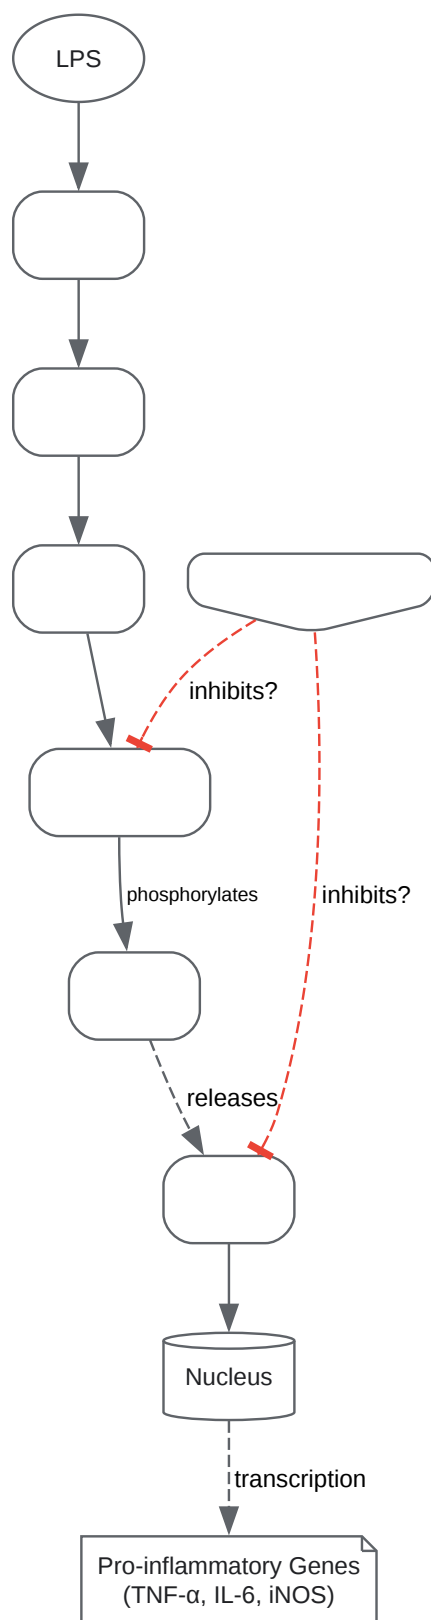 LPS
inhibits?
phosphorylates
inhibits?
releases
Nucleus
transcription
Pro-inflammatory Genes
(TNF-α, IL-6, iNOS)